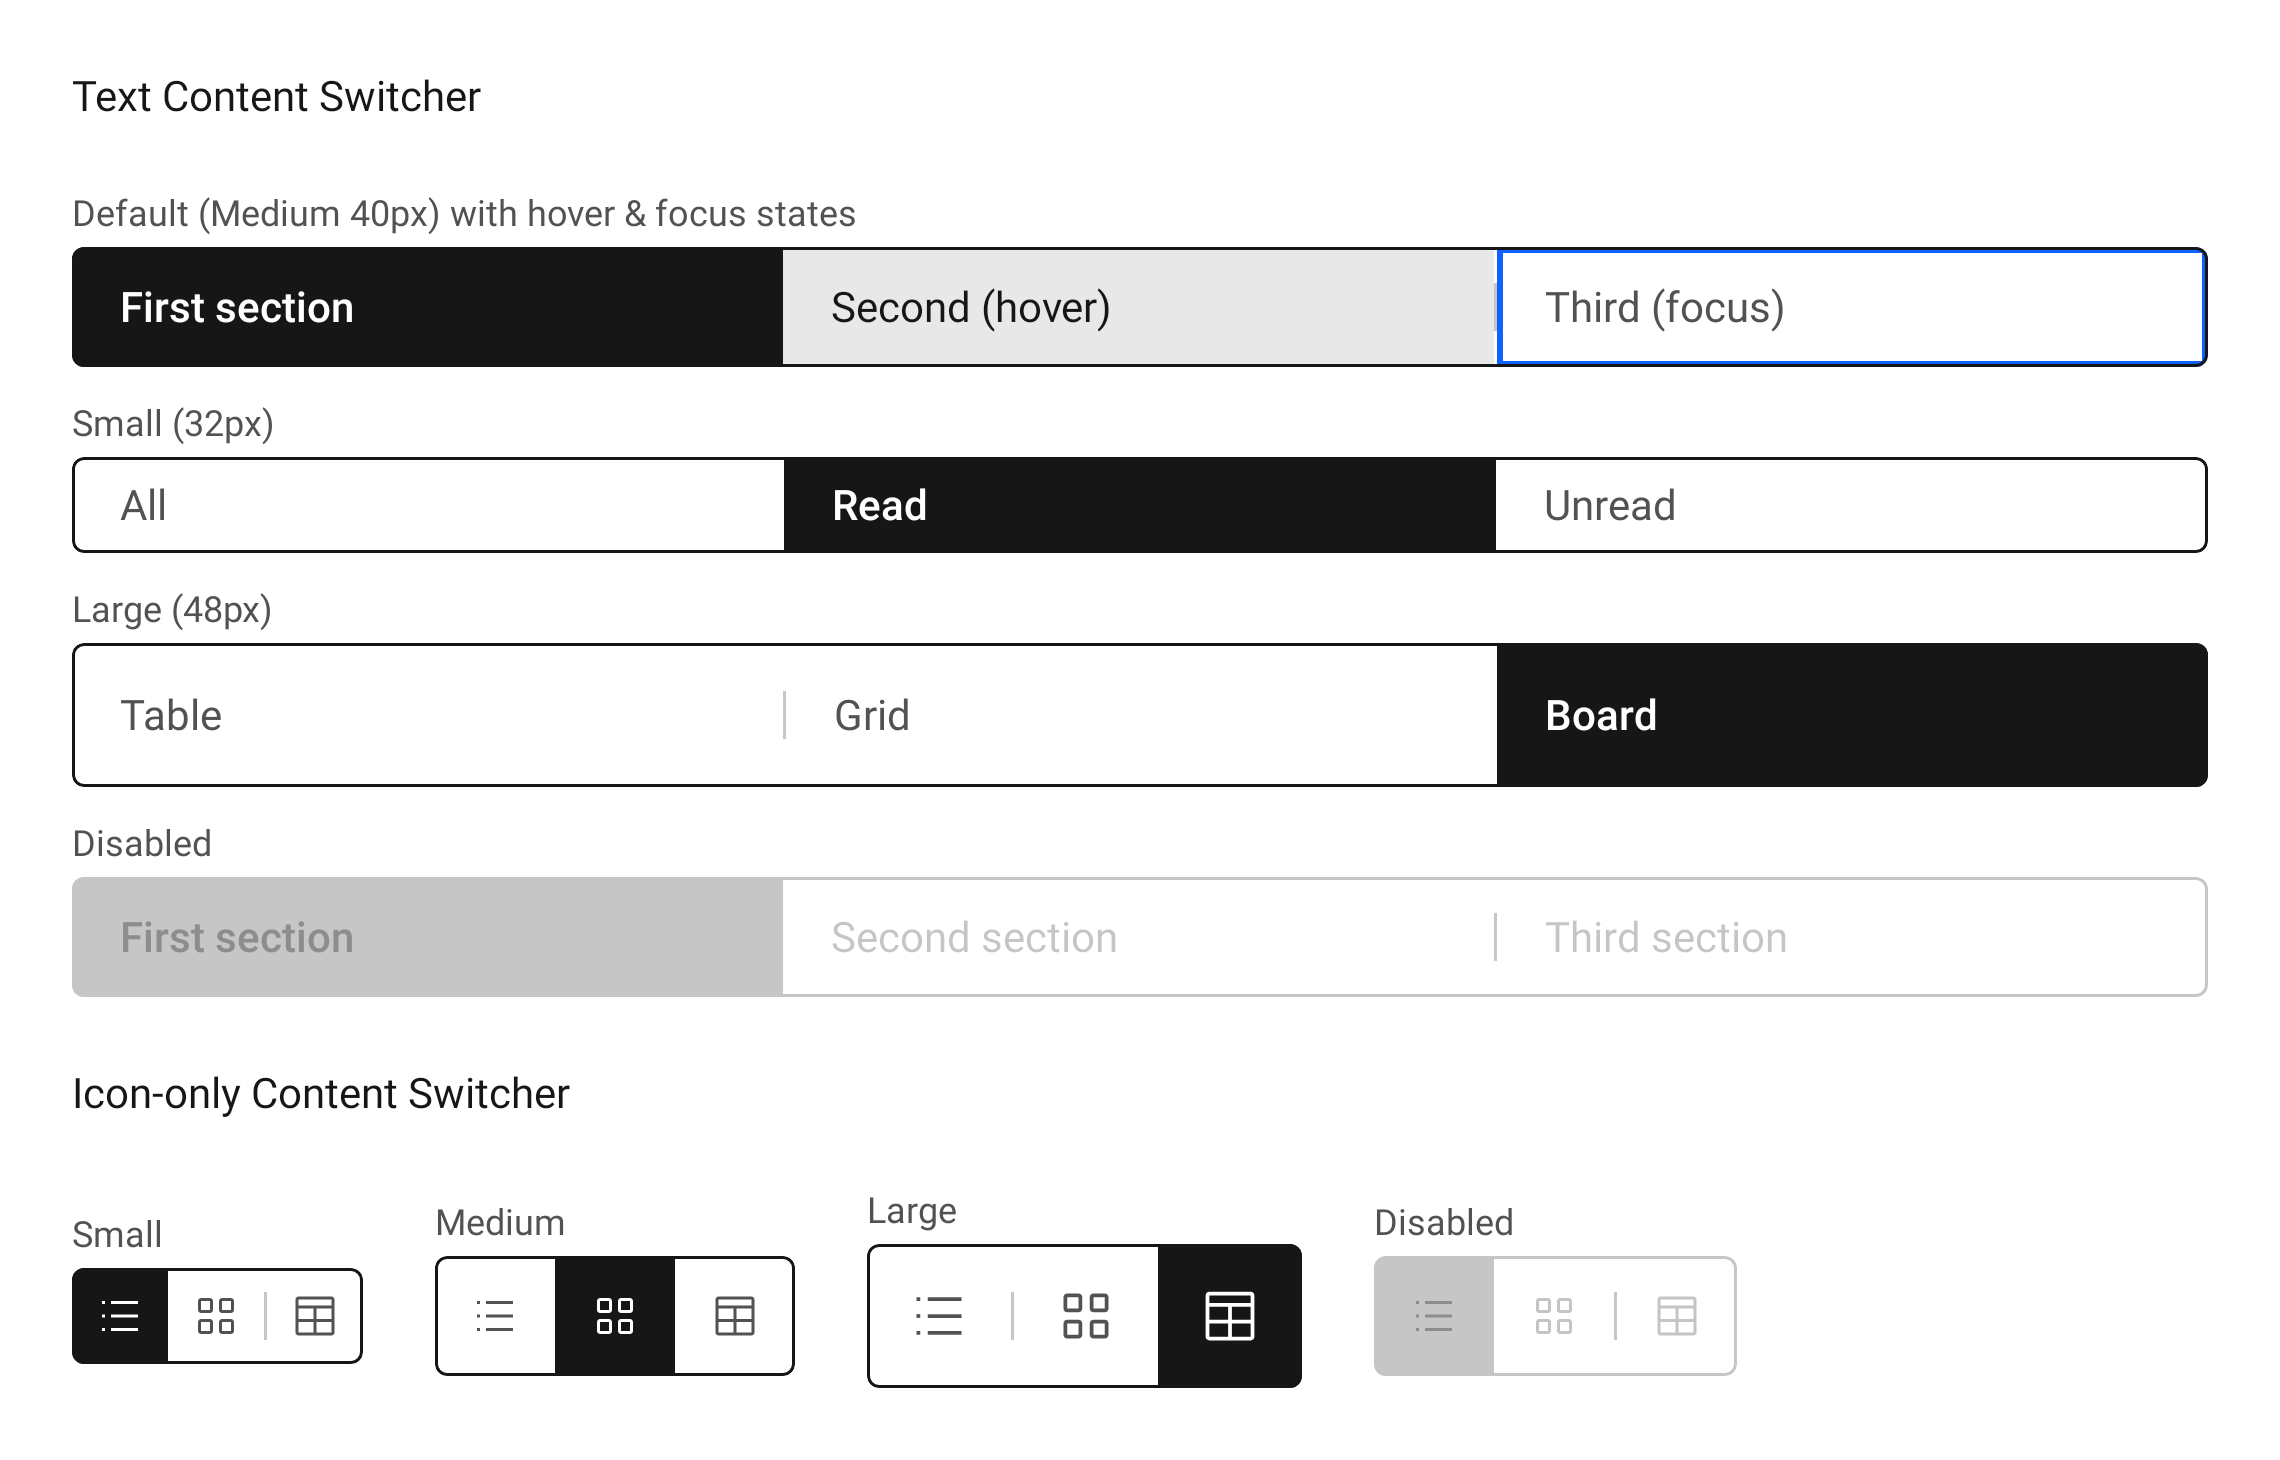 Text Content Switcher
Default (Medium 40px) with hover & focus states
First section Second (hover) Third (focus)
Small (32px)
All Read Unread
Large (48px)
Table Grid Board
Disabled
First section Second section Third section
Icon-only Content Switcher
Small Medium Large Disabled